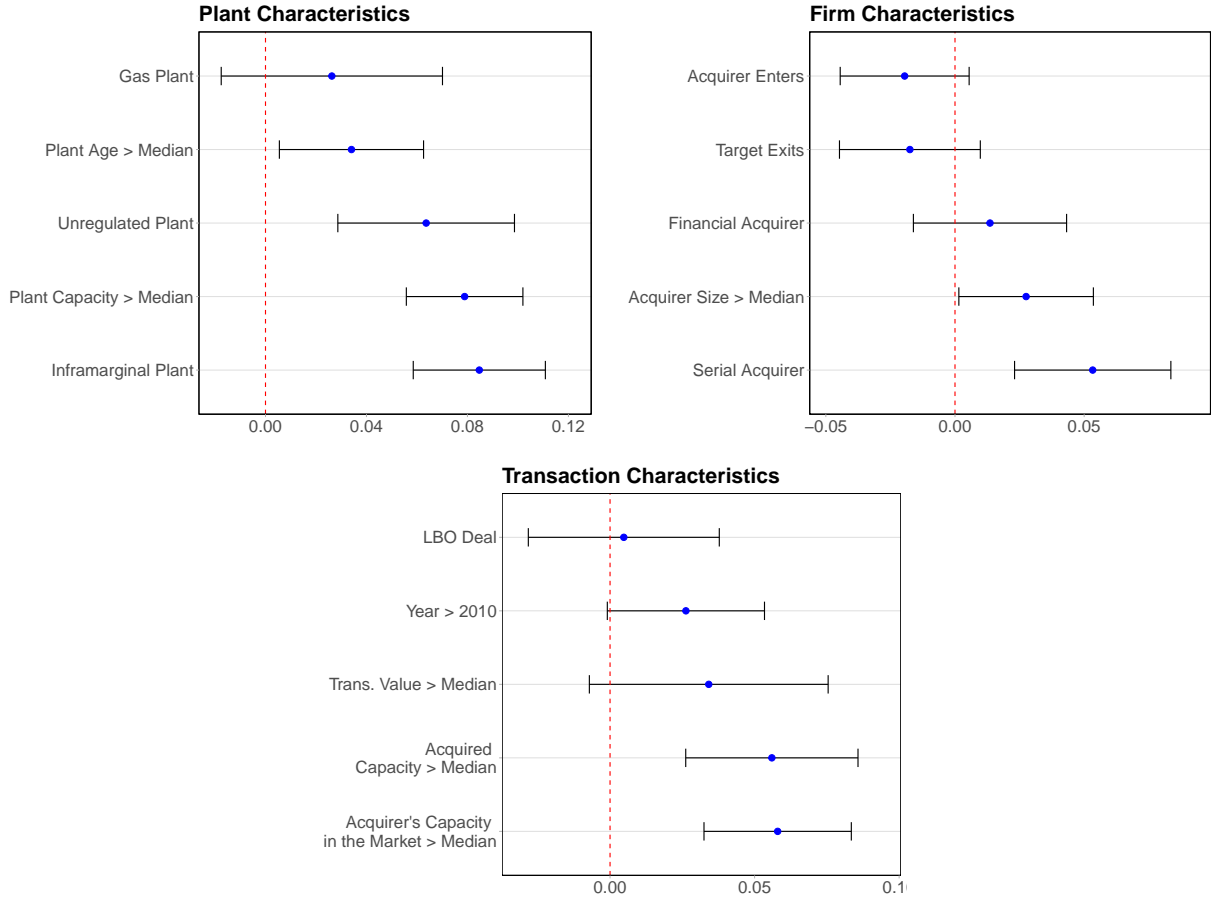 Plant Characteristics
Gas Plant
Plant Age > Median
Unregulated Plant
Plant Capacity > Median
Inframarginal Plant
0.00 0.04 0.08 0.12
Firm Characteristics
Acquirer Enters
Target Exits
Financial Acquirer
Acquirer Size > Median
Serial Acquirer
−0.05 0.00 0.05
Transaction Characteristics
LBO Deal
Year > 2010
Trans. Value > Median
Acquired
Capacity > Median
Acquirer's Capacity
in the Market > Median
0.00 0.05